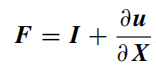 F = I + ∂u/∂X